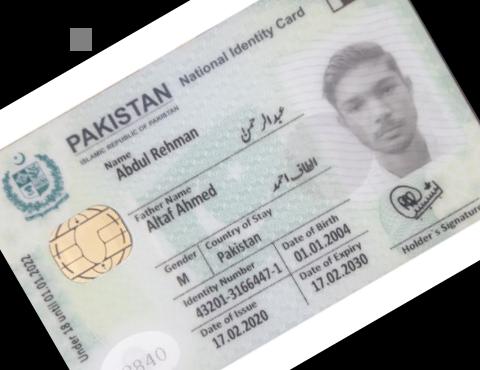 PAKISTAN National Identity Card
ISLAMIC REPUBLIC OF PAKISTAN
Name
Abdul Rehman
عبدالرحمن
Father Name
Altaf Ahmed
الطاف احمد
Gender
Country of Stay
M
Pakistan
Identity Number
Date of Birth
43201-3166447-1
01.01.2004
Date of Issue
Date of Expiry
17.02.2020
17.02.2030
Holder's Signature
Under 18 until 01.01.2022
3840